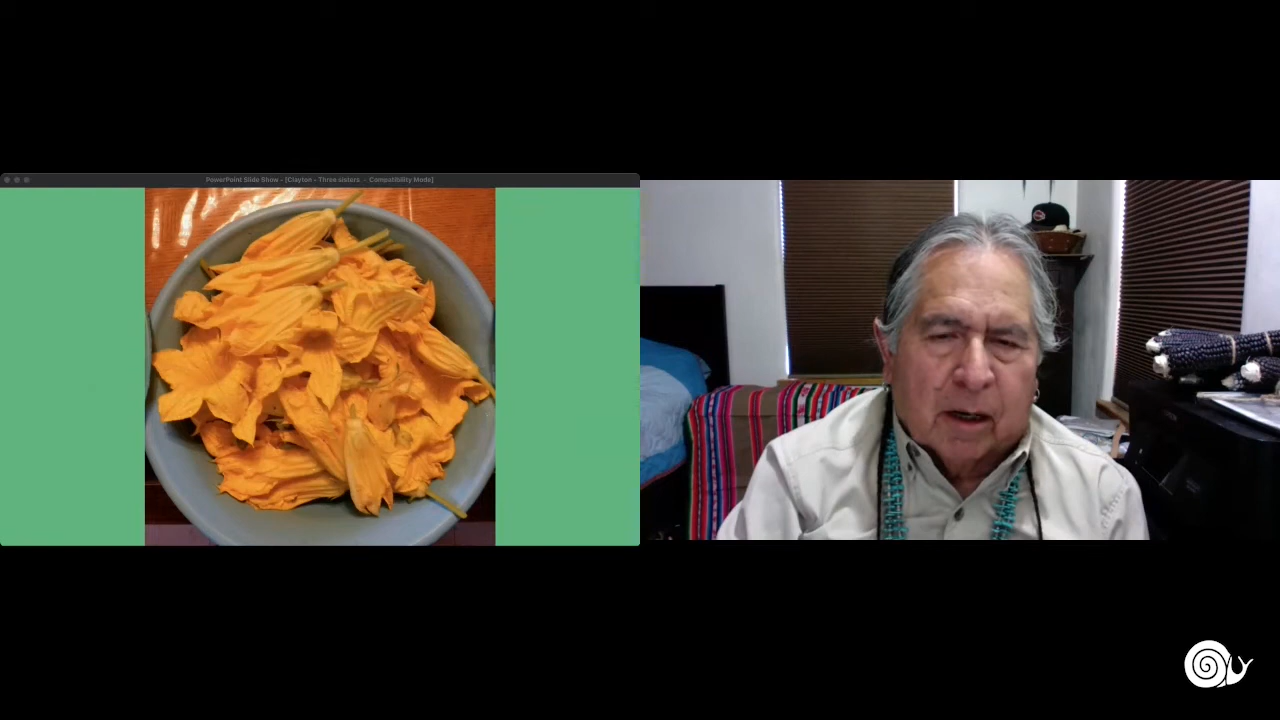 PowerPoint Slide Show - [Clayton - Three sisters - Compatibility Mode]